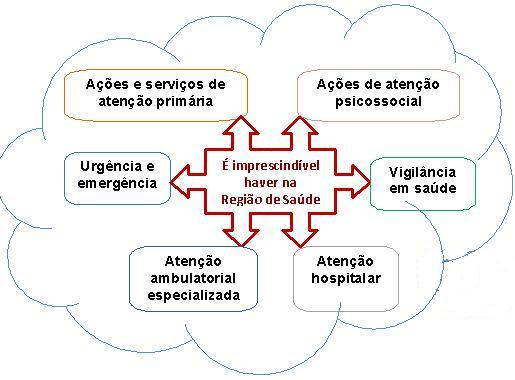 Ações e serviços de
atenção primária
Ações de atenção
psicossocial
Urgência e
emergência
É imprescindível
haver na
Região de Saúde
Vigilância
em saúde
Atenção
ambulatorial
especializada
Atenção
hospitalar